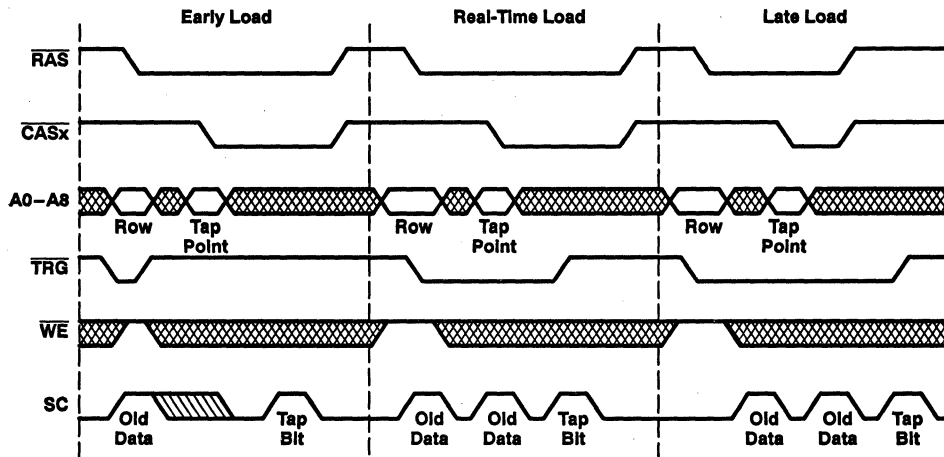 Early Load
Real-Time Load
Late Load
RAS
CASx
A0–A8
Row
Tap
Point
Row
Tap
Point
Row
Tap
Point
TRG
WE
SC
Old
Data
Tap
Bit
Old
Data
Old
Data
Tap
Bit
Old
Data
Old
Data
Tap
Bit